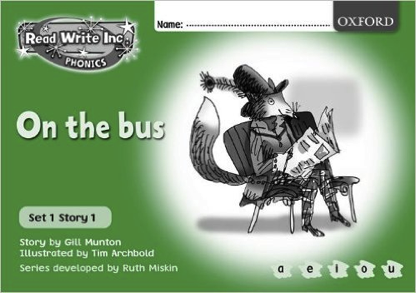 Read Write Inc.
PHONICS
Name:
OXFORD
On the bus
Set 1 Story 1
Story by Gill Munton
Illustrated by Tim Archbold
Series developed by Ruth Miskin
a e i o u